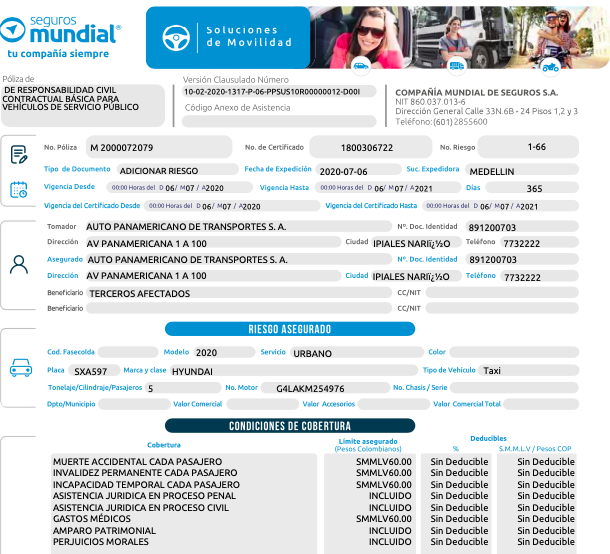 seguros
mundial®
tu compañía siempre
Soluciones
de Movilidad
Póliza de
DE RESPONSABILIDAD CIVIL
CONTRACTUAL BÁSICA PARA
VEHÍCULOS DE SERVICIO PÚBLICO
Versión Clausulado Número
10-02-2020-1317-P-06-PPSUS10R00000012-D00I
Código Anexo de Asistencia
COMPAÑÍA MUNDIAL DE SEGUROS S.A.
NIT 860.037.013-6
Dirección General Calle 33N.6B - 24 Pisos 1,2 y 3
Teléfono: (601) 2855600
No. Póliza M 2000072079 No. de Certificado 1800306722 No. Riesgo 1-66
Tipo de Documento ADICIONAR RIESGO Fecha de Expedición 2020-07-06 Suc. Expedidora MEDELLIN
Vigencia Desde 00:00 Horas del D 06/ M07 / A2020 Vigencia Hasta 00:00 Horas del D 06/ M07 / A2021 Días 365
Vigencia del Certificado Desde 00:00 Horas del D 06/ M07 / A2020 Vigencia del Certificado Hasta 00:00 Horas del D 06/ M07 / A2021
Tomador AUTO PANAMERICANO DE TRANSPORTES S. A. Nº. Doc. Identidad 891200703
Dirección AV PANAMERICANA 1 A 100 Ciudad IPIALES NARIï¿½O Teléfono 7732222
Asegurado AUTO PANAMERICANO DE TRANSPORTES S. A. Nº. Doc. Identidad 891200703
Dirección AV PANAMERICANA 1 A 100 Ciudad IPIALES NARIï¿½O Teléfono 7732222
Beneficiario TERCEROS AFECTADOS CC/NIT
Beneficiario CC/NIT
RIESGO ASEGURADO
Cod. Fasecolda Modelo 2020 Servicio URBANO Color
Placa SXA597 Marca y clase HYUNDAI Tipo de Vehículo Taxi
Tonelaje/Cilindraje/Pasajeros 5 No. Motor G4LAKM254976 No. Chasis / Serie
Dpto/Municipio Valor Comercial Valor Accesorios Valor Comercial Total
CONDICIONES DE COBERTURA
Cobertura Límite asegurado (Pesos Colombianos) Deducibles
% S.M.M.L.V / Pesos COP
MUERTE ACCIDENTAL CADA PASAJERO SMMLV60.00 Sin Deducible Sin Deducible
INVALIDEZ PERMANENTE CADA PASAJERO SMMLV60.00 Sin Deducible Sin Deducible
INCAPACIDAD TEMPORAL CADA PASAJERO SMMLV60.00 Sin Deducible Sin Deducible
ASISTENCIA JURIDICA EN PROCESO PENAL INCLUIDO Sin Deducible Sin Deducible
ASISTENCIA JURIDICA EN PROCESO CIVIL INCLUIDO Sin Deducible Sin Deducible
GASTOS MÉDICOS SMMLV60.00 Sin Deducible Sin Deducible
AMPARO PATRIMONIAL INCLUIDO Sin Deducible Sin Deducible
PERJUICIOS MORALES INCLUIDO Sin Deducible Sin Deducible